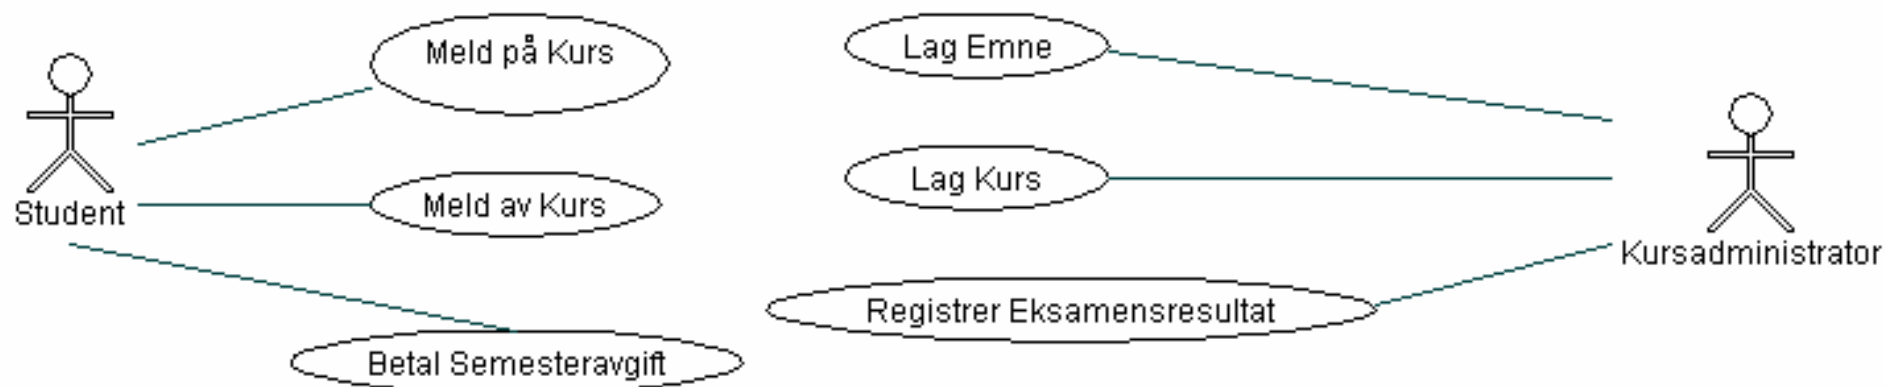 Meld på Kurs
Lag Emne
Student
Meld av Kurs
Lag Kurs
Kursadministrator
Registrer Eksamensresultat
Betal Semesteravgift